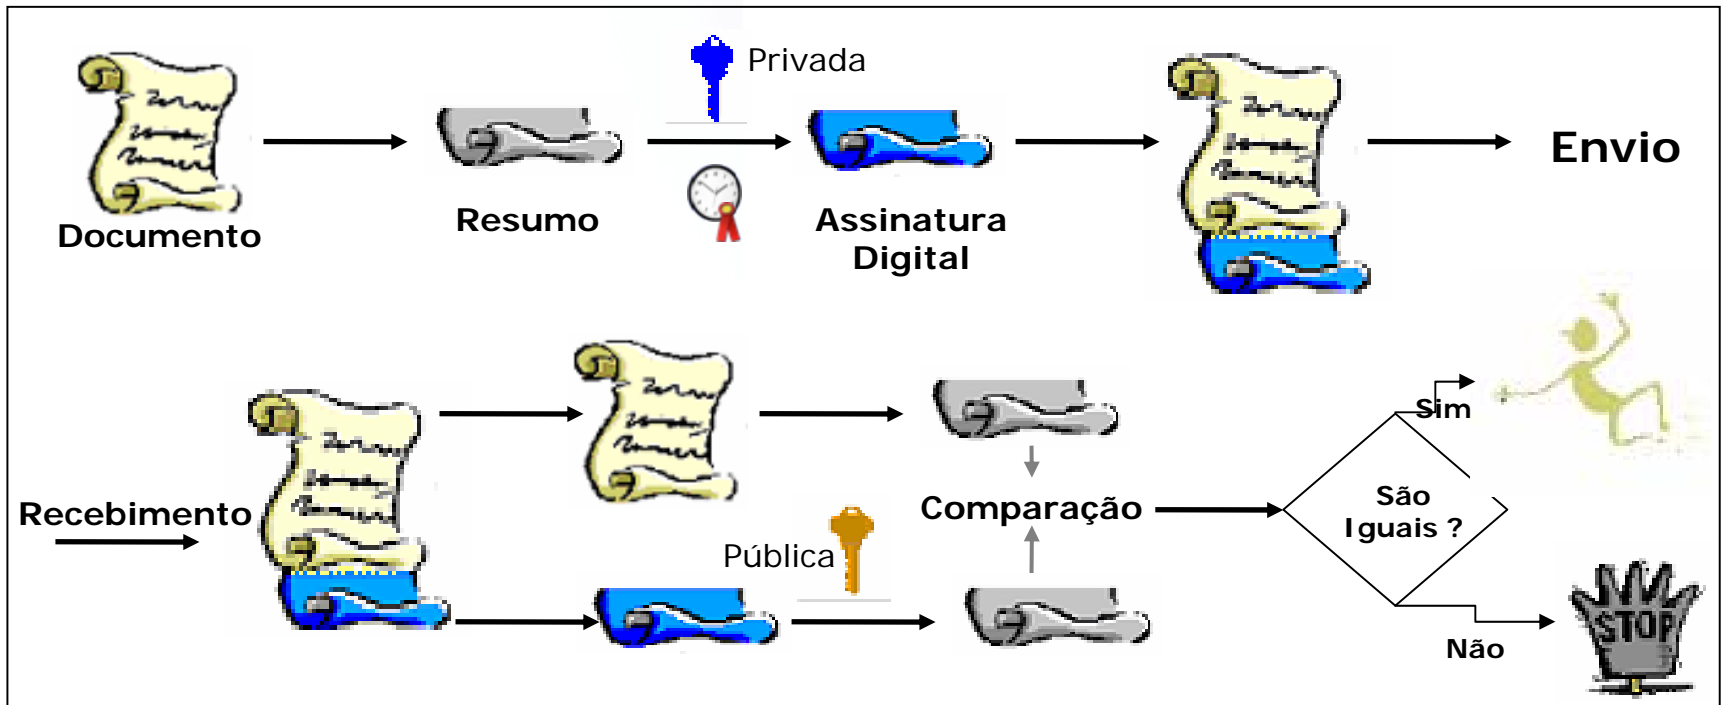 Privada
Envio
Documento
Resumo
Assinatura
Digital
Sim
Recebimento
Comparação
São
Iguais ?
Pública
STOP
Não